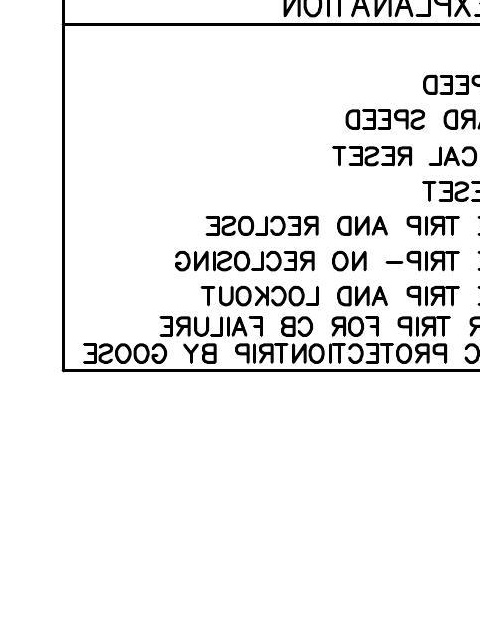 EXPLANATION
PEED
ARD SPEED
CAL RESET
ESET
E TRIP AND RECLOSE
E TRIP- NO RECLOSING
E TRIP AND LOCKOUT
R TRIP FOR CB FAILURE
C PROTECTIONTRIP BY GOOSE